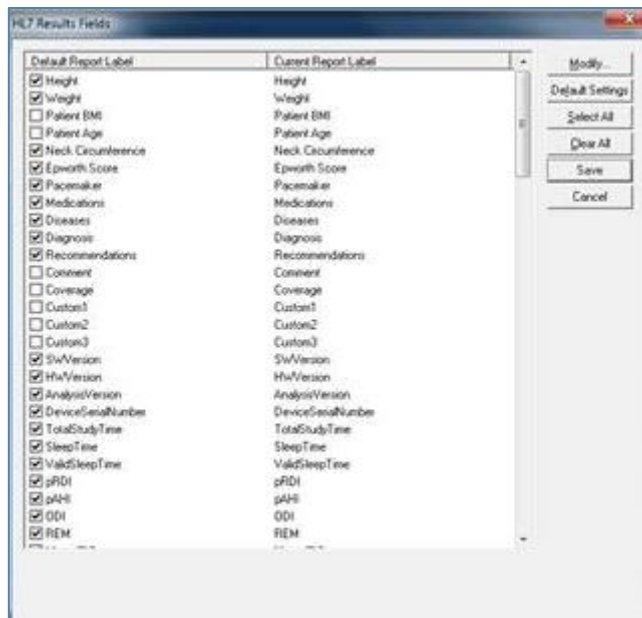 HL7 Results Fields
Default Report Label Current Report Label
Height Height
Weight Weight
Patient BMI Patient BMI
Patient Age Patient Age
Neck Circumference Neck Circumference
Epworth Score Epworth Score
Pacemaker Pacemaker
Medications Medications
Diseases Diseases
Diagnosis Diagnosis
Recommendations Recommendations
Comment Comment
Coverage Coverage
Custom1 Custom1
Custom2 Custom2
Custom3 Custom3
SWVersion SWVersion
HWVersion HWVersion
AnalysisVersion AnalysisVersion
DeviceSerialNumber DeviceSerialNumber
TotalStudyTime TotalStudyTime
SleepTime SleepTime
ValidSleepTime ValidSleepTime
pRDI pRDI
pAHI pAHI
ODI ODI
REM REM
Modify...
Default Settings
Select All
Clear All
Save
Cancel